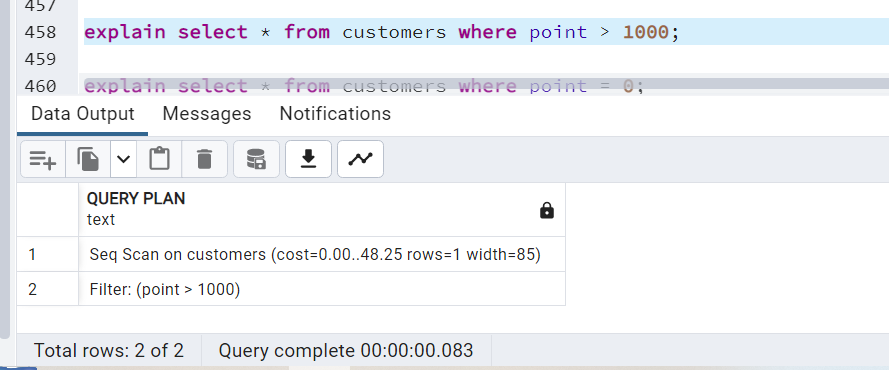 457
458 explain select * from customers where point > 1000;
459
460 explain select * from customers where point = 0;
Data Output Messages Notifications
QUERY PLAN
text
1 Seq Scan on customers (cost=0.00..48.25 rows=1 width=85)
2 Filter: (point > 1000)
Total rows: 2 of 2 Query complete 00:00:00.083